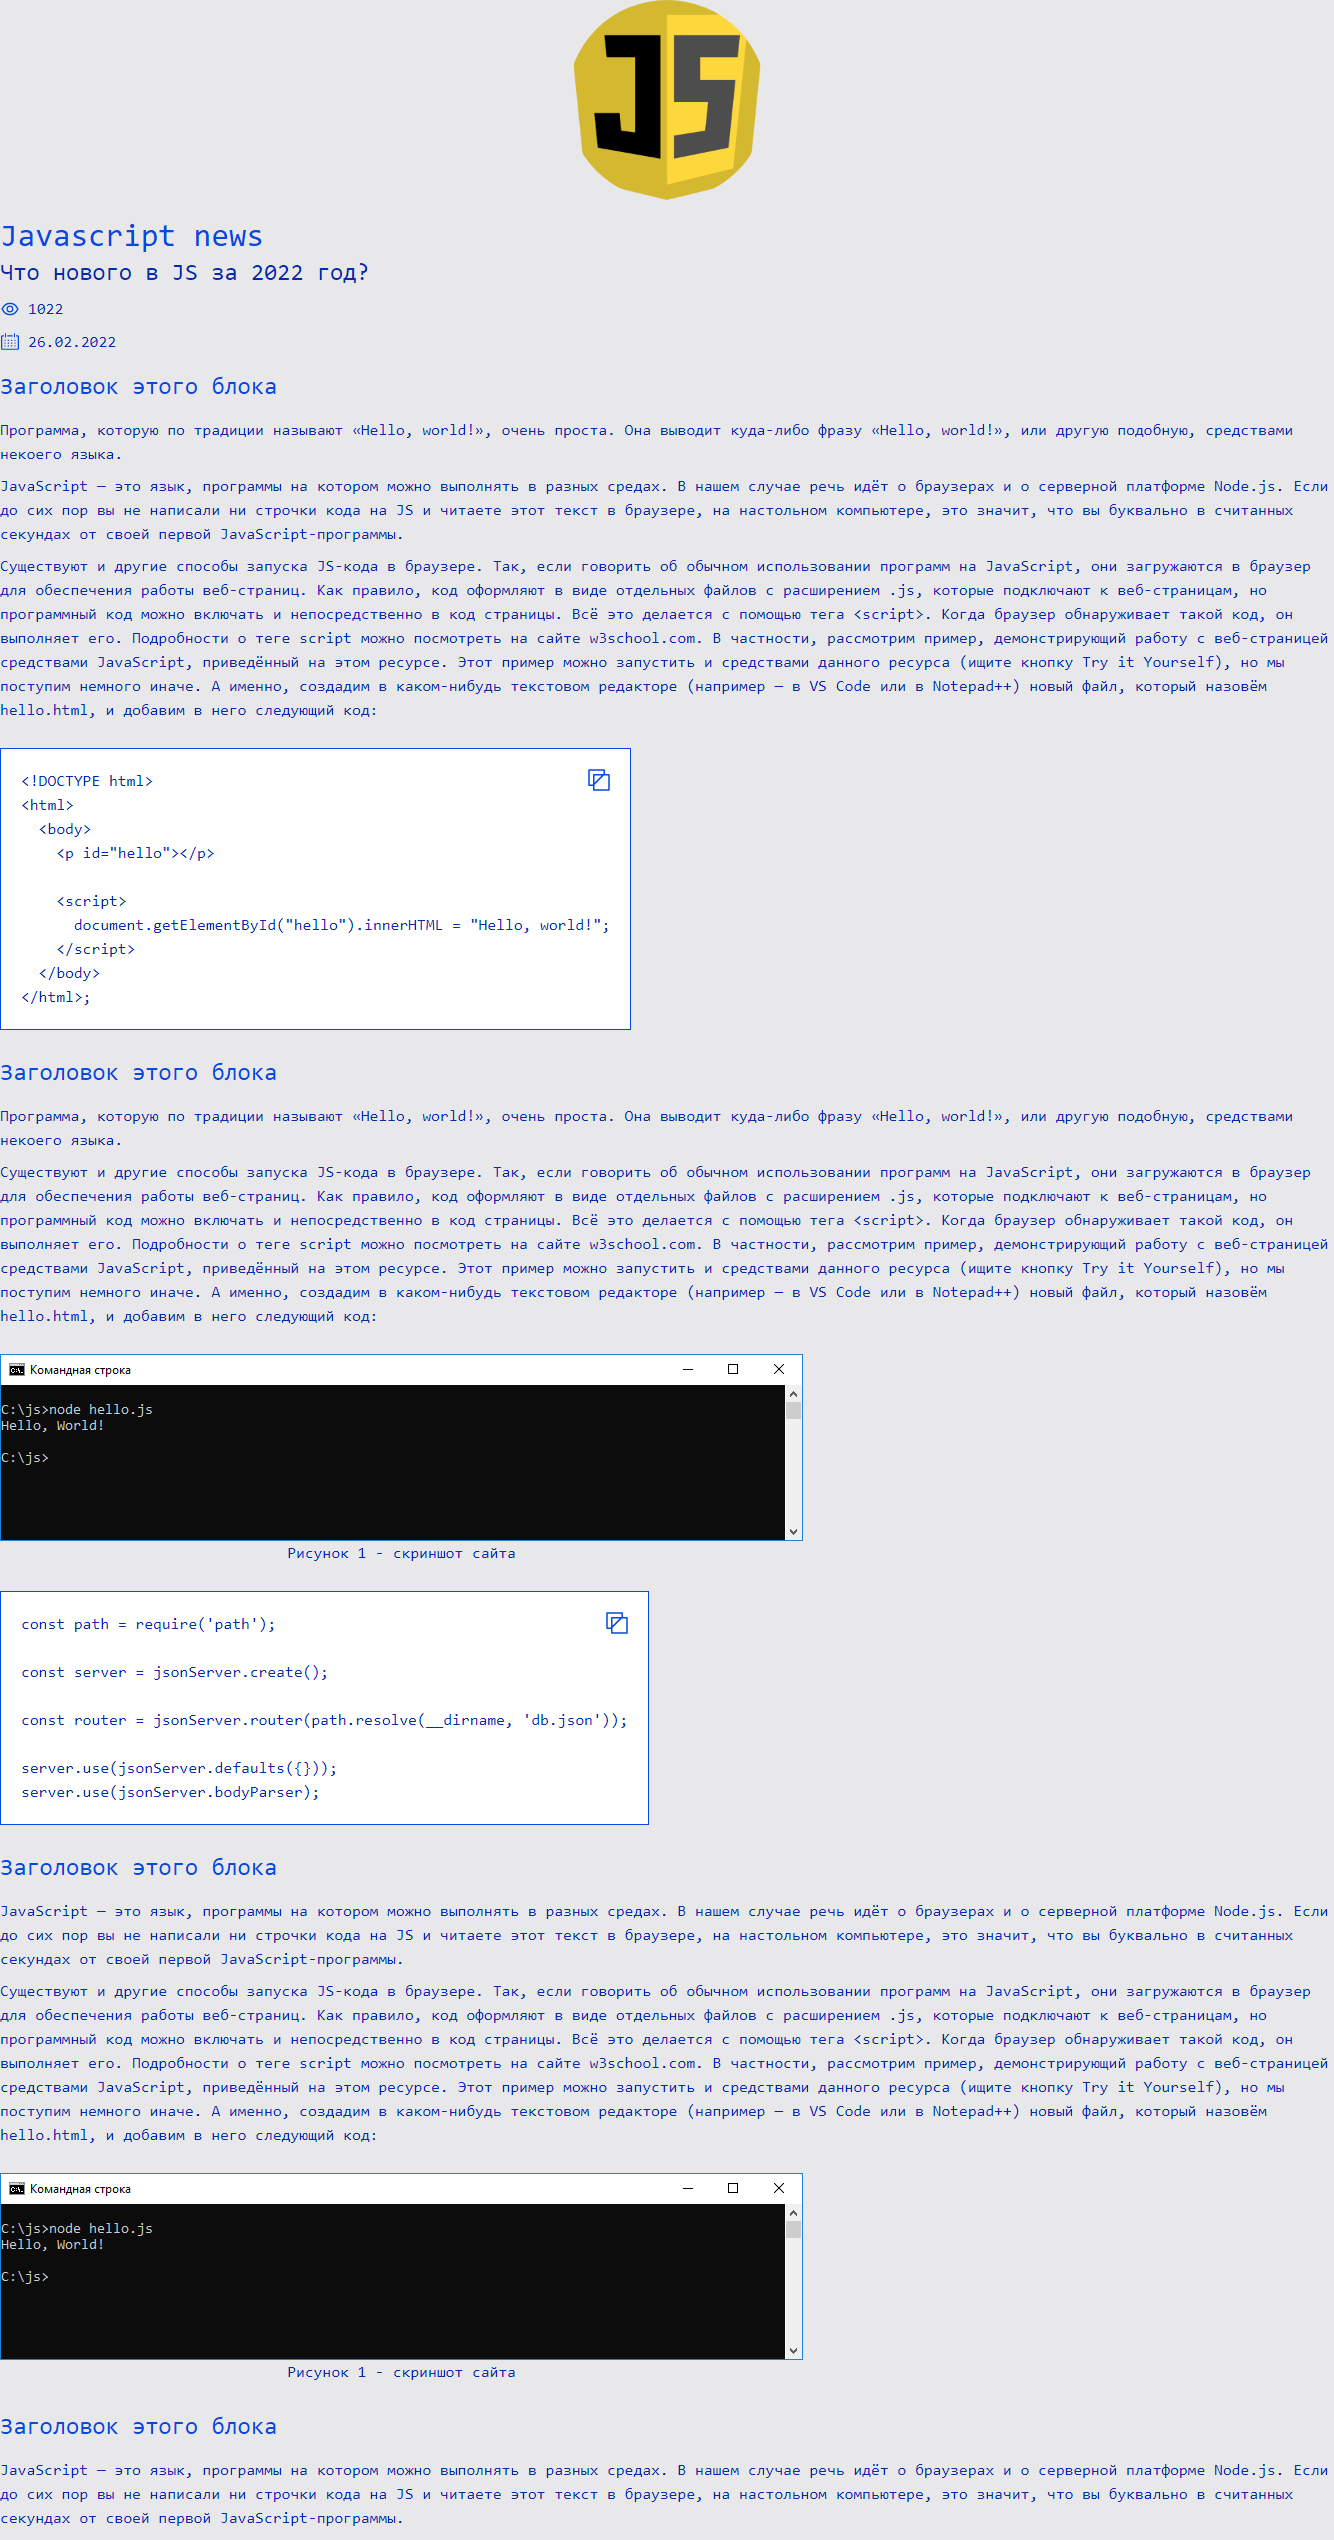 JS
Javascript news
Что нового в JS за 2022 год?
1022
26.02.2022
Заголовок этого блока
Программа, которую по традиции называют «Hello, world!», очень проста. Она выводит куда-либо фразу «Hello, world!», или другую подобную, средствами
некоего языка.
JavaScript — это язык, программы на котором можно выполнять в разных средах. В нашем случае речь идёт о браузерах и о серверной платформе Node.js. Если
до сих пор вы не написали ни строчки кода на JS и читаете этот текст в браузере, на настольном компьютере, это значит, что вы буквально в считанных
секундах от своей первой JavaScript-программы.
Существуют и другие способы запуска JS-кода в браузере. Так, если говорить об обычном использовании программ на JavaScript, они загружаются в браузер
для обеспечения работы веб-страниц. Как правило, код оформляют в виде отдельных файлов с расширением .js, которые подключают к веб-страницам, но
программный код можно включать и непосредственно в код страницы. Всё это делается с помощью тега <script>. Когда браузер обнаруживает такой код, он
выполняет его. Подробности о теге script можно посмотреть на сайте w3school.com. В частности, рассмотрим пример, демонстрирующий работу с веб-страницей
средствами JavaScript, приведённый на этом ресурсе. Этот пример можно запустить и средствами данного ресурса (ищите кнопку Try it Yourself), но мы
поступим немного иначе. А именно, создадим в каком-нибудь текстовом редакторе (например — в VS Code или в Notepad++) новый файл, который назовём
hello.html, и добавим в него следующий код:
<!DOCTYPE html>
<html>
<body>
<p id="hello"></p>
<script>
document.getElementById("hello").innerHTML = "Hello, world!";
</script>
</body>
</html>;
Заголовок этого блока
Программа, которую по традиции называют «Hello, world!», очень проста. Она выводит куда-либо фразу «Hello, world!», или другую подобную, средствами
некоего языка.
Существуют и другие способы запуска JS-кода в браузере. Так, если говорить об обычном использовании программ на JavaScript, они загружаются в браузер
для обеспечения работы веб-страниц. Как правило, код оформляют в виде отдельных файлов с расширением .js, которые подключают к веб-страницам, но
программный код можно включать и непосредственно в код страницы. Всё это делается с помощью тега <script>. Когда браузер обнаруживает такой код, он
выполняет его. Подробности о теге script можно посмотреть на сайте w3school.com. В частности, рассмотрим пример, демонстрирующий работу с веб-страницей
средствами JavaScript, приведённый на этом ресурсе. Этот пример можно запустить и средствами данного ресурса (ищите кнопку Try it Yourself), но мы
поступим немного иначе. А именно, создадим в каком-нибудь текстовом редакторе (например — в VS Code или в Notepad++) новый файл, который назовём
hello.html, и добавим в него следующий код:
Командная строка
C:\js>node hello.js
Hello, World!
C:\js>
Рисунок 1 - скриншот сайта
const path = require('path');
const server = jsonServer.create();
const router = jsonServer.router(path.resolve(__dirname, 'db.json'));
server.use(jsonServer.defaults({}));
server.use(jsonServer.bodyParser);
Заголовок этого блока
JavaScript — это язык, программы на котором можно выполнять в разных средах. В нашем случае речь идёт о браузерах и о серверной платформе Node.js. Если
до сих пор вы не написали ни строчки кода на JS и читаете этот текст в браузере, на настольном компьютере, это значит, что вы буквально в считанных
секундах от своей первой JavaScript-программы.
Существуют и другие способы запуска JS-кода в браузере. Так, если говорить об обычном использовании программ на JavaScript, они загружаются в браузер
для обеспечения работы веб-страниц. Как правило, код оформляют в виде отдельных файлов с расширением .js, которые подключают к веб-страницам, но
программный код можно включать и непосредственно в код страницы. Всё это делается с помощью тега <script>. Когда браузер обнаруживает такой код, он
выполняет его. Подробности о теге script можно посмотреть на сайте w3school.com. В частности, рассмотрим пример, демонстрирующий работу с веб-страницей
средствами JavaScript, приведённый на этом ресурсе. Этот пример можно запустить и средствами данного ресурса (ищите кнопку Try it Yourself), но мы
поступим немного иначе. А именно, создадим в каком-нибудь текстовом редакторе (например — в VS Code или в Notepad++) новый файл, который назовём
hello.html, и добавим в него следующий код:
Командная строка
C:\js>node hello.js
Hello, World!
C:\js>
Рисунок 1 - скриншот сайта
Заголовок этого блока
JavaScript — это язык, программы на котором можно выполнять в разных средах. В нашем случае речь идёт о браузерах и о серверной платформе Node.js. Если
до сих пор вы не написали ни строчки кода на JS и читаете этот текст в браузере, на настольном компьютере, это значит, что вы буквально в считанных
секундах от своей первой JavaScript-программы.